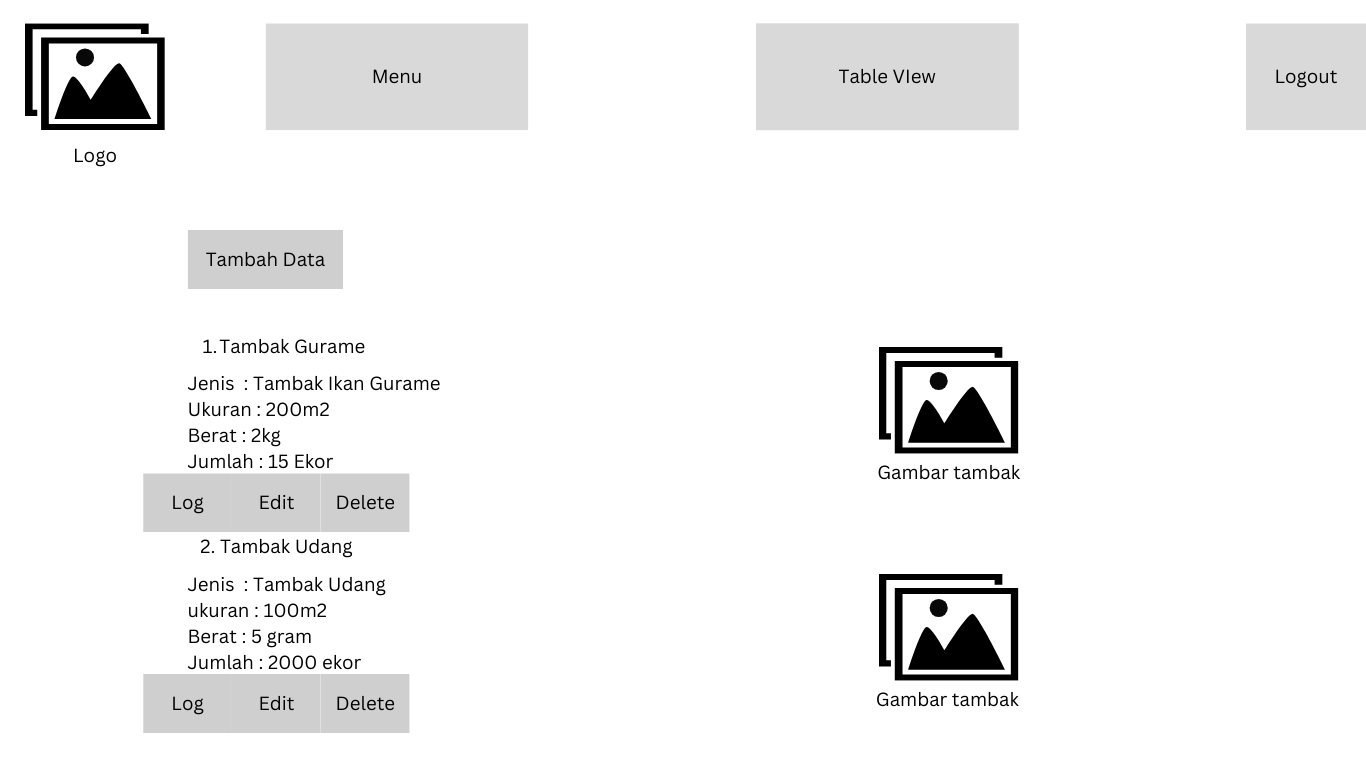 Menu
Table VIew
Logout
Logo
Tambah Data
1. Tambak Gurame
Jenis : Tambak Ikan Gurame
Ukuran : 200m2
Berat : 2kg
Jumlah : 15 Ekor
Gambar tambak
Log Edit Delete
2. Tambak Udang
Jenis : Tambak Udang
ukuran : 100m2
Berat : 5 gram
Jumlah : 2000 ekor
Gambar tambak
Log Edit Delete